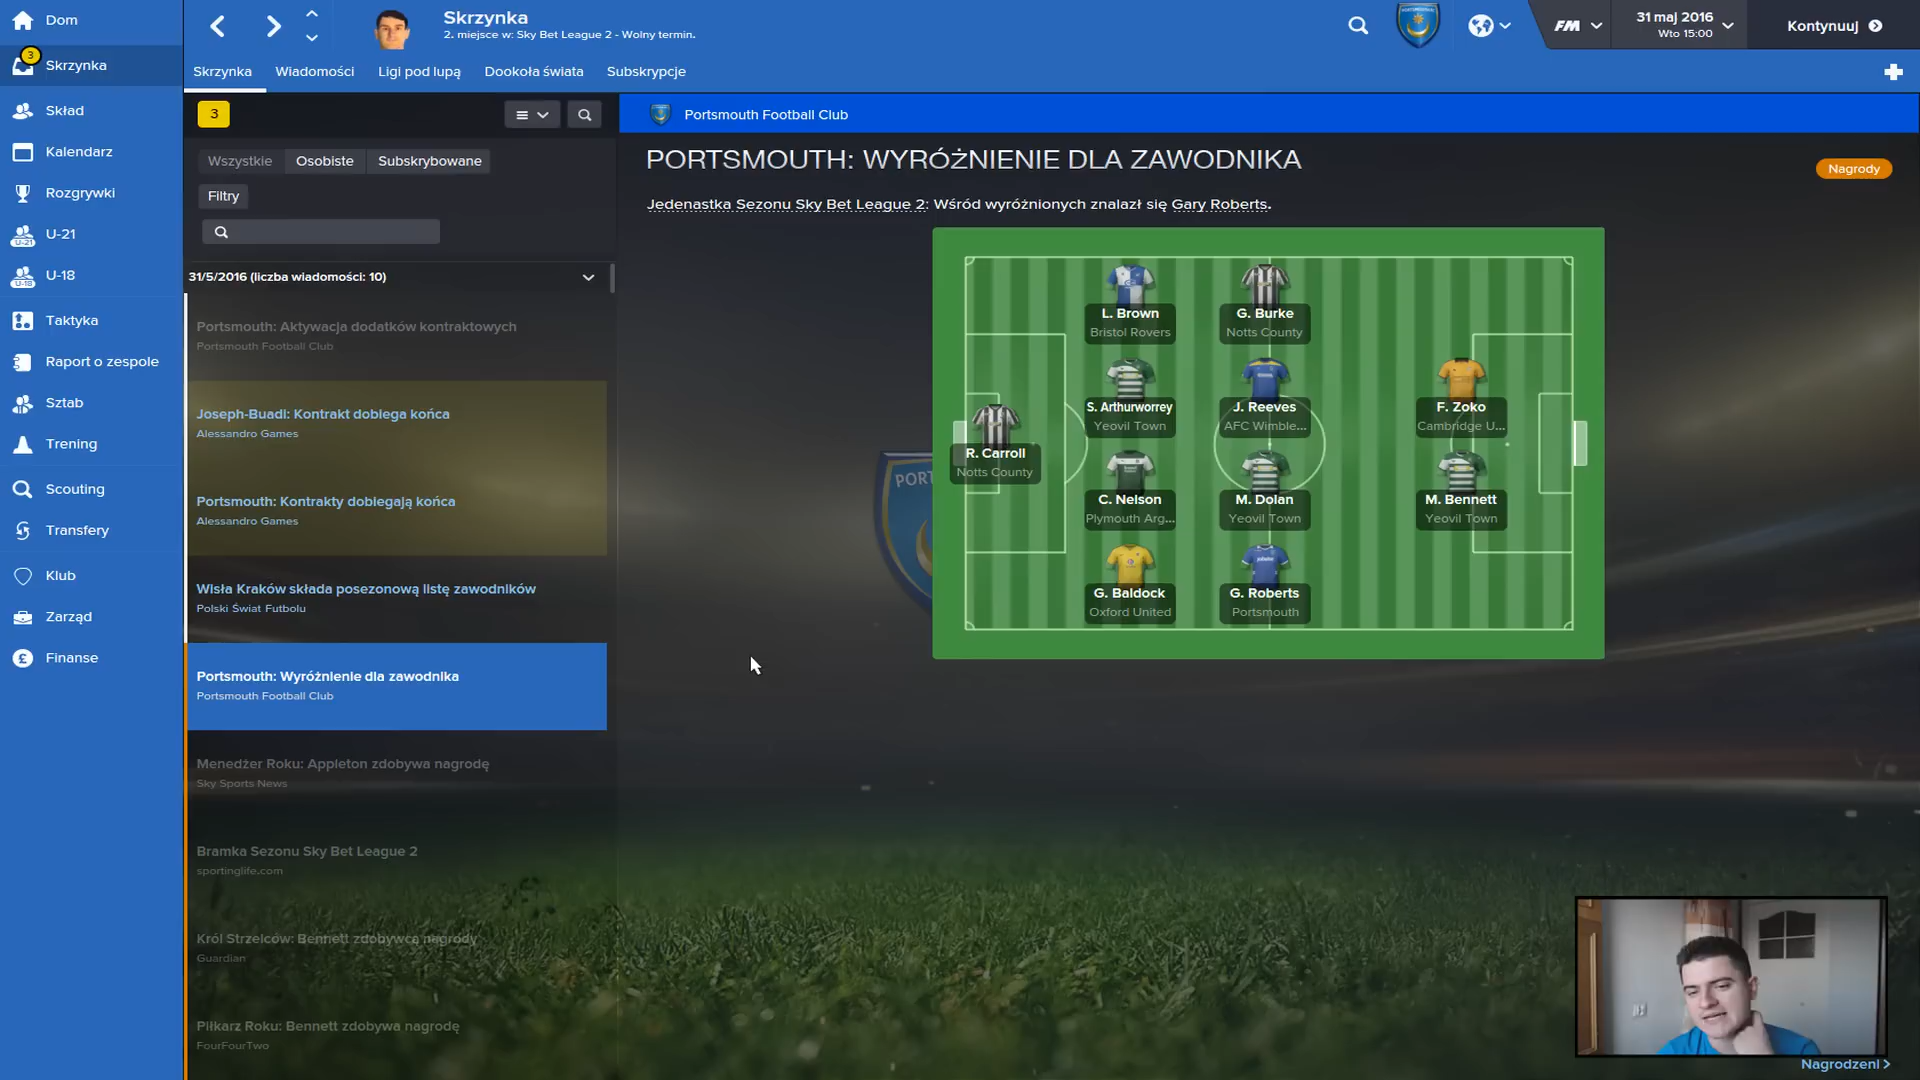 Dom
3
Skrzynka
Skład
Kalendarz
Rozgrywki
U-21
U-18
Taktyka
Raport o zespole
Sztab
Trening
Scouting
Transfery
Klub
Zarząd
Finanse
Skrzynka
2. miejsce w: Sky Bet League 2 - Wolny termin.
FM
31 maj 2016
Wto 15:00
Kontynuuj
Skrzynka
Wiadomości
Ligi pod lupą
Dookoła świata
Subskrypcje
3
Wszystkie
Osobiste
Subskrybowane
Filtry
31/5/2016 (liczba wiadomości: 10)
Portsmouth: Aktywacja dodatków kontraktowych
Portsmouth Football Club
Joseph-Buadi: Kontrakt dobiega końca
Alessandro Games
Portsmouth: Kontrakty dobiegają końca
Alessandro Games
Wisła Kraków składa posezonową listę zawodników
Polski Świat Futbolu
Portsmouth: Wyróżnienie dla zawodnika
Portsmouth Football Club
Menedżer Roku: Appleton zdobywa nagrodę
Sky Sports News
Bramka Sezonu Sky Bet League 2
sportinglife.com
Król Strzelców: Bennett zdobywcą nagrody
Guardian
Piłkarz Roku: Bennett zdobywa nagrodę
FourFourTwo
Portsmouth Football Club
PORTSMOUTH: WYRÓŻNIENIE DLA ZAWODNIKA
Nagrody
Jedenastka Sezonu Sky Bet League 2: Wśród wyróżnionych znalazł się Gary Roberts.
L. Brown
Bristol Rovers
G. Burke
Notts County
S. Arthurworrey
Yeovil Town
J. Reeves
AFC Wimble...
F. Zoko
Cambridge U...
R. Carroll
Notts County
C. Nelson
Plymouth Arg...
M. Dolan
Yeovil Town
M. Bennett
Yeovil Town
G. Baldock
Oxford United
G. Roberts
Portsmouth
Nagrodzeni